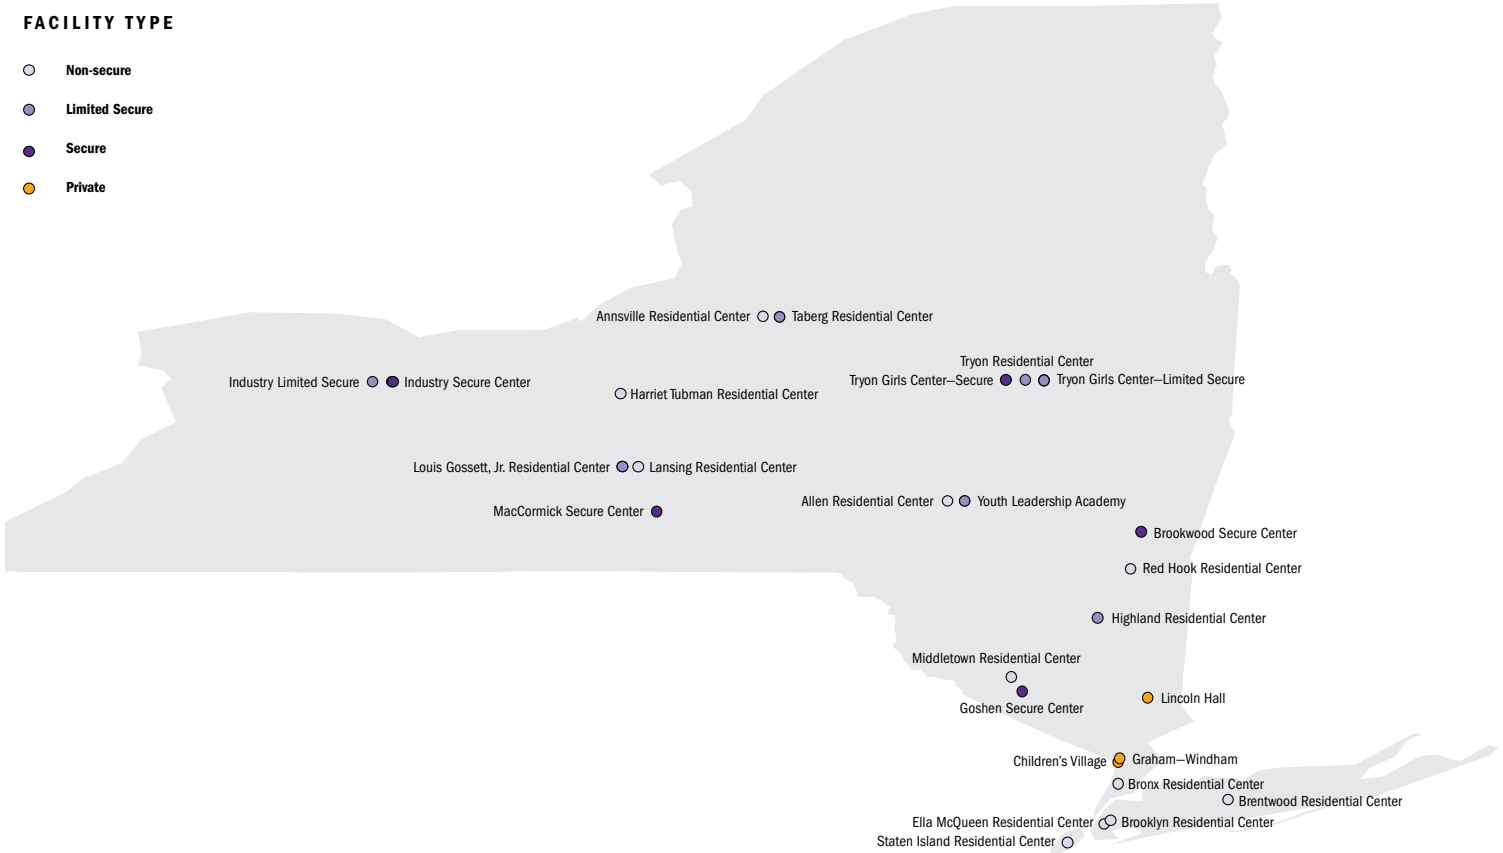 FACILITY TYPE
Non-secure
Limited Secure
Secure
Private
Annsville Residential Center
Taberg Residential Center
Tryon Residential Center
Industry Limited Secure
Industry Secure Center
Tryon Girls Center—Secure
Tryon Girls Center—Limited Secure
Harriet Tubman Residential Center
Louis Gossett, Jr. Residential Center
Lansing Residential Center
Allen Residential Center
Youth Leadership Academy
MacCormick Secure Center
Brookwood Secure Center
Red Hook Residential Center
Highland Residential Center
Middletown Residential Center
Lincoln Hall
Goshen Secure Center
Children’s Village
Graham—Windham
Bronx Residential Center
Brentwood Residential Center
Ella McQueen Residential Center
Brooklyn Residential Center
Staten Island Residential Center